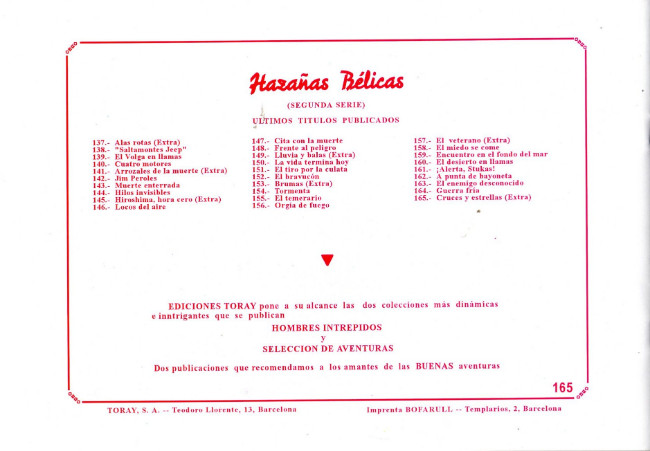 Hazañas Bélicas
(SEGUNDA SERIE)
ULTIMOS TITULOS PUBLICADOS
137.- Alas rotas (Extra)
138.- "Saltamontes Jeep"
139.- El Volga en llamas
140.- Cuatro motores
141.- Arrozales de la muerte (Extra)
142.- Jim Peroles
143.- Muerte enterrada
144.- Hilos invisibles
145.- Hiroshima, hora cero (Extra)
146.- Locos del aire
147.- Cita con la muerte
148.- Frente al peligro
149.- Lluvia y balas (Extra)
150.- La vida termina hoy
151.- El tiro por la culata
152.- El bravucón
153.- Brumas (Extra)
154.- Tormenta
155.- El temerario
156.- Orgia de fuego
157.- El veterano (Extra)
158.- El miedo se come
159.- Encuentro en el fondo del mar
160.- El desierto en llamas
161.- ¡Alerta, Stukas!
162.- A punta de bayoneta
163.- El enemigo desconocido
164.- Guerra fria
165.- Cruces y estrellas (Extra)
EDICIONES TORAY pone a su alcance las dos colecciones más dinámicas
e inntrigantes que se publican
HOMBRES INTREPIDOS
y
SELECCION DE AVENTURAS
Dos publicaciones que recomendamos a los amantes de las BUENAS aventuras
165
TORAY, S. A. -- Teodoro Llorente, 13, Barcelona
Imprenta BOFARULL -- Templarios, 2, Barcelona